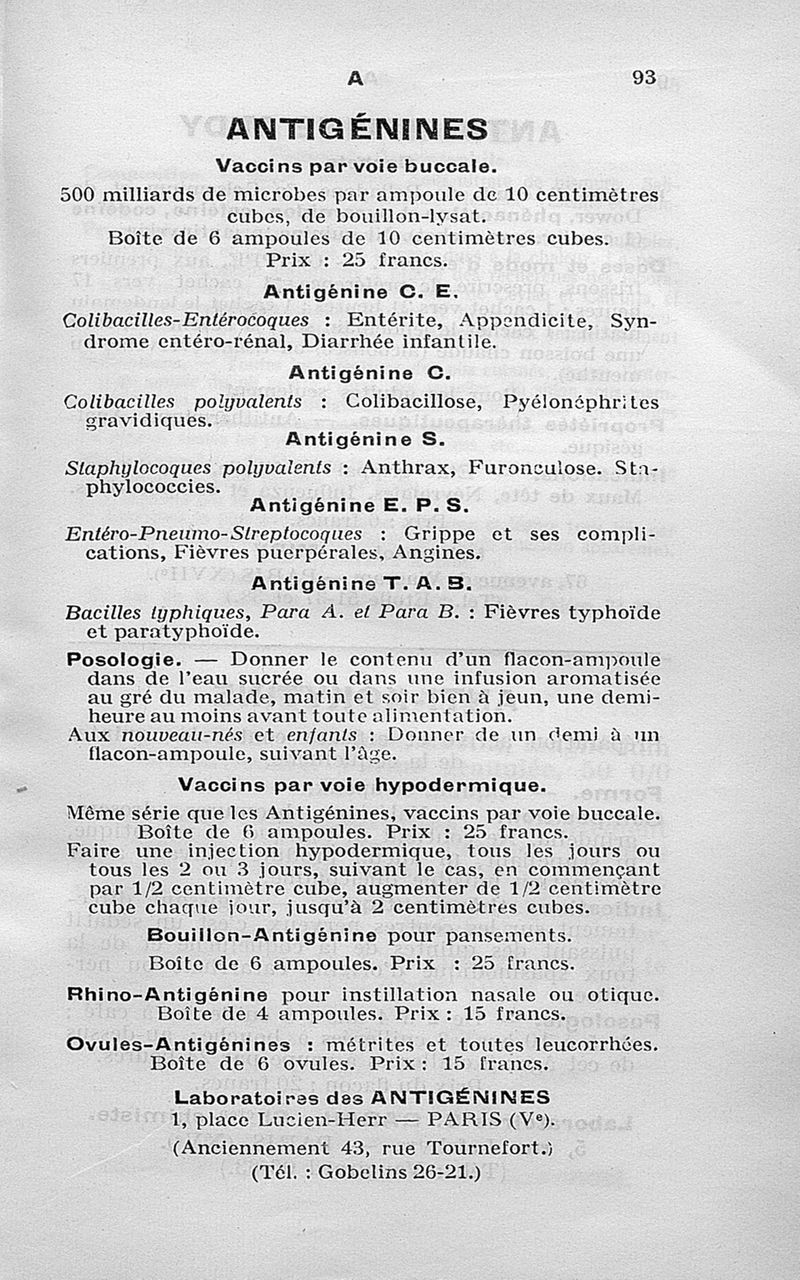 A 93
ANTIGÉNINES
Vaccins par voie buccale.
500 milliards de microbes par ampoule de 10 centimètres
cubes, de bouillon-lysat.
Boîte de 6 ampoules de 10 centimètres cubes.
Prix : 25 francs.
Antigénine C. E.
Colibacilles-Entérocoques : Entérite, Appendicite, Syn-
drome entéro-rénal, Diarrhée infantile.
Antigénine C.
Colibacilles polyvalents : Colibacillose, Pyélonéphrites
gravidiques.
Antigénine S.
Staphylocoques polyvalents : Anthrax, Furonculose. Sta-
phylococcies.
Antigénine E. P. S.
Entéro-Pneumo-Streptocoques : Grippe et ses compli-
cations, Fièvres puerpérales, Angines.
Antigénine T. A. B.
Bacilles typhiques, Para A. et Para B. : Fièvres typhoïde
et paratyphoïde.
Posologie. — Donner le contenu d'un flacon-ampoule
dans de l'eau sucrée ou dans une infusion aromatisée
au gré du malade, matin et soir bien à jeun, une demi-
heure au moins avant toute alimentation.
Aux nouveau-nés et enfants : Donner de un demi à un
flacon-ampoule, suivant l'âge.
Vaccins par voie hypodermique.
Même série que les Antigénines, vaccins par voie buccale.
Boîte de 6 ampoules. Prix : 25 francs.
Faire une injection hypodermique, tous les jours ou
tous les 2 ou 3 jours, suivant le cas, en commençant
par 1/2 centimètre cube, augmenter de 1/2 centimètre
cube chaque jour, jusqu'à 2 centimètres cubes.
Bouillon-Antigénine pour pansements.
Boîte de 6 ampoules. Prix : 25 francs.
Rhino-Antigénine pour instillation nasale ou otique.
Boîte de 4 ampoules. Prix : 15 francs.
Ovules-Antigénines : métrites et toutes leucorrhées.
Boîte de 6 ovules. Prix : 15 francs.
Laboratoires des ANTIGÉNINES
1, place Lucien-Herr — PARIS (Ve).
(Anciennement 43, rue Tournefort.)
(Tél. : Gobelins 26-21.)